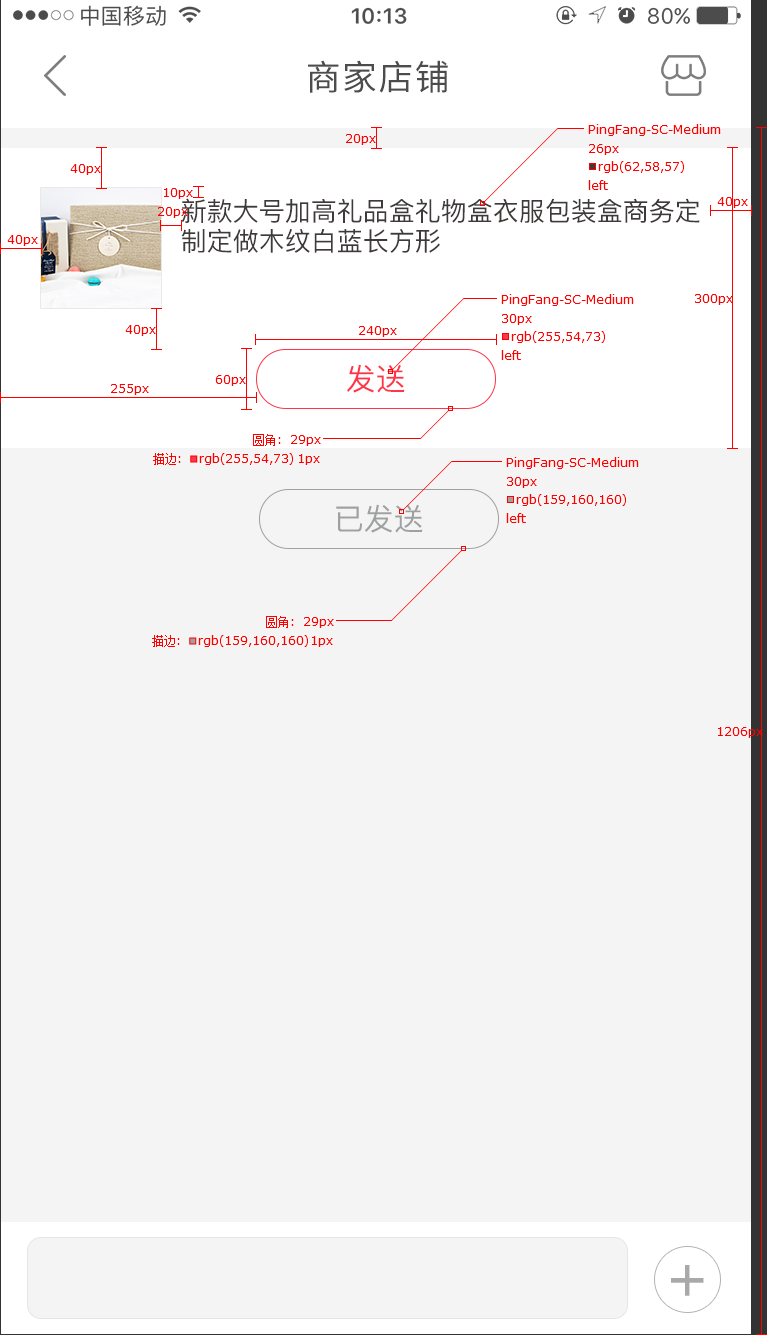 中国移动 10:13 80%
商家店铺
20px
PingFang-SC-Medium
26px
rgb(62,58,57)
left
40px
10px
20px
40px
40px
新款大号加高礼品盒礼物盒衣服包装盒商务定
制定做木纹白蓝长方形
300px
40px
PingFang-SC-Medium
30px
rgb(255,54,73)
left
240px
60px
255px
发送
圆角：29px
描边：rgb(255,54,73) 1px
PingFang-SC-Medium
30px
rgb(159,160,160)
left
已发送
圆角：29px
描边：rgb(159,160,160)1px
1206px